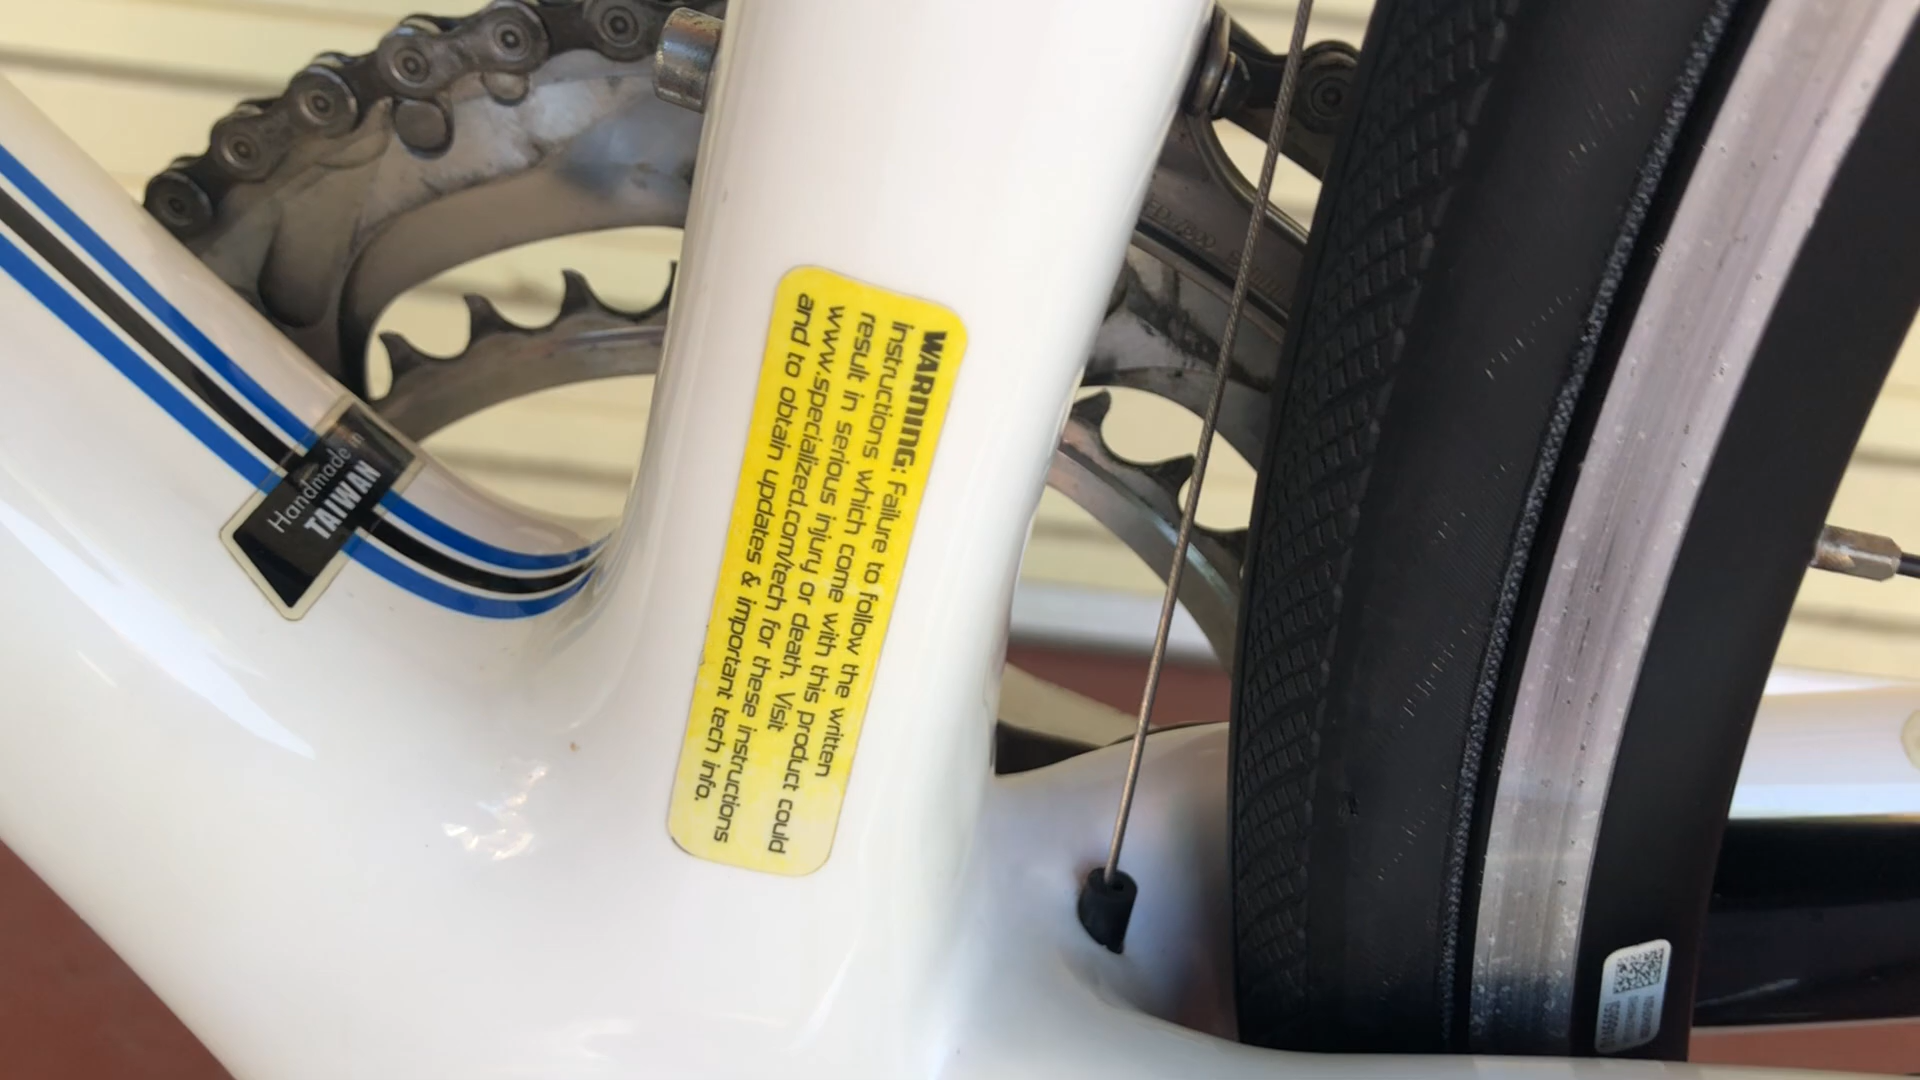 Handmade in
TAIWAN
WARNING: Failure to follow the written
instructions which come with this product could
result in serious injury or death. Visit
www.specialized.com/tech for these instructions
and to obtain updates & important tech info.